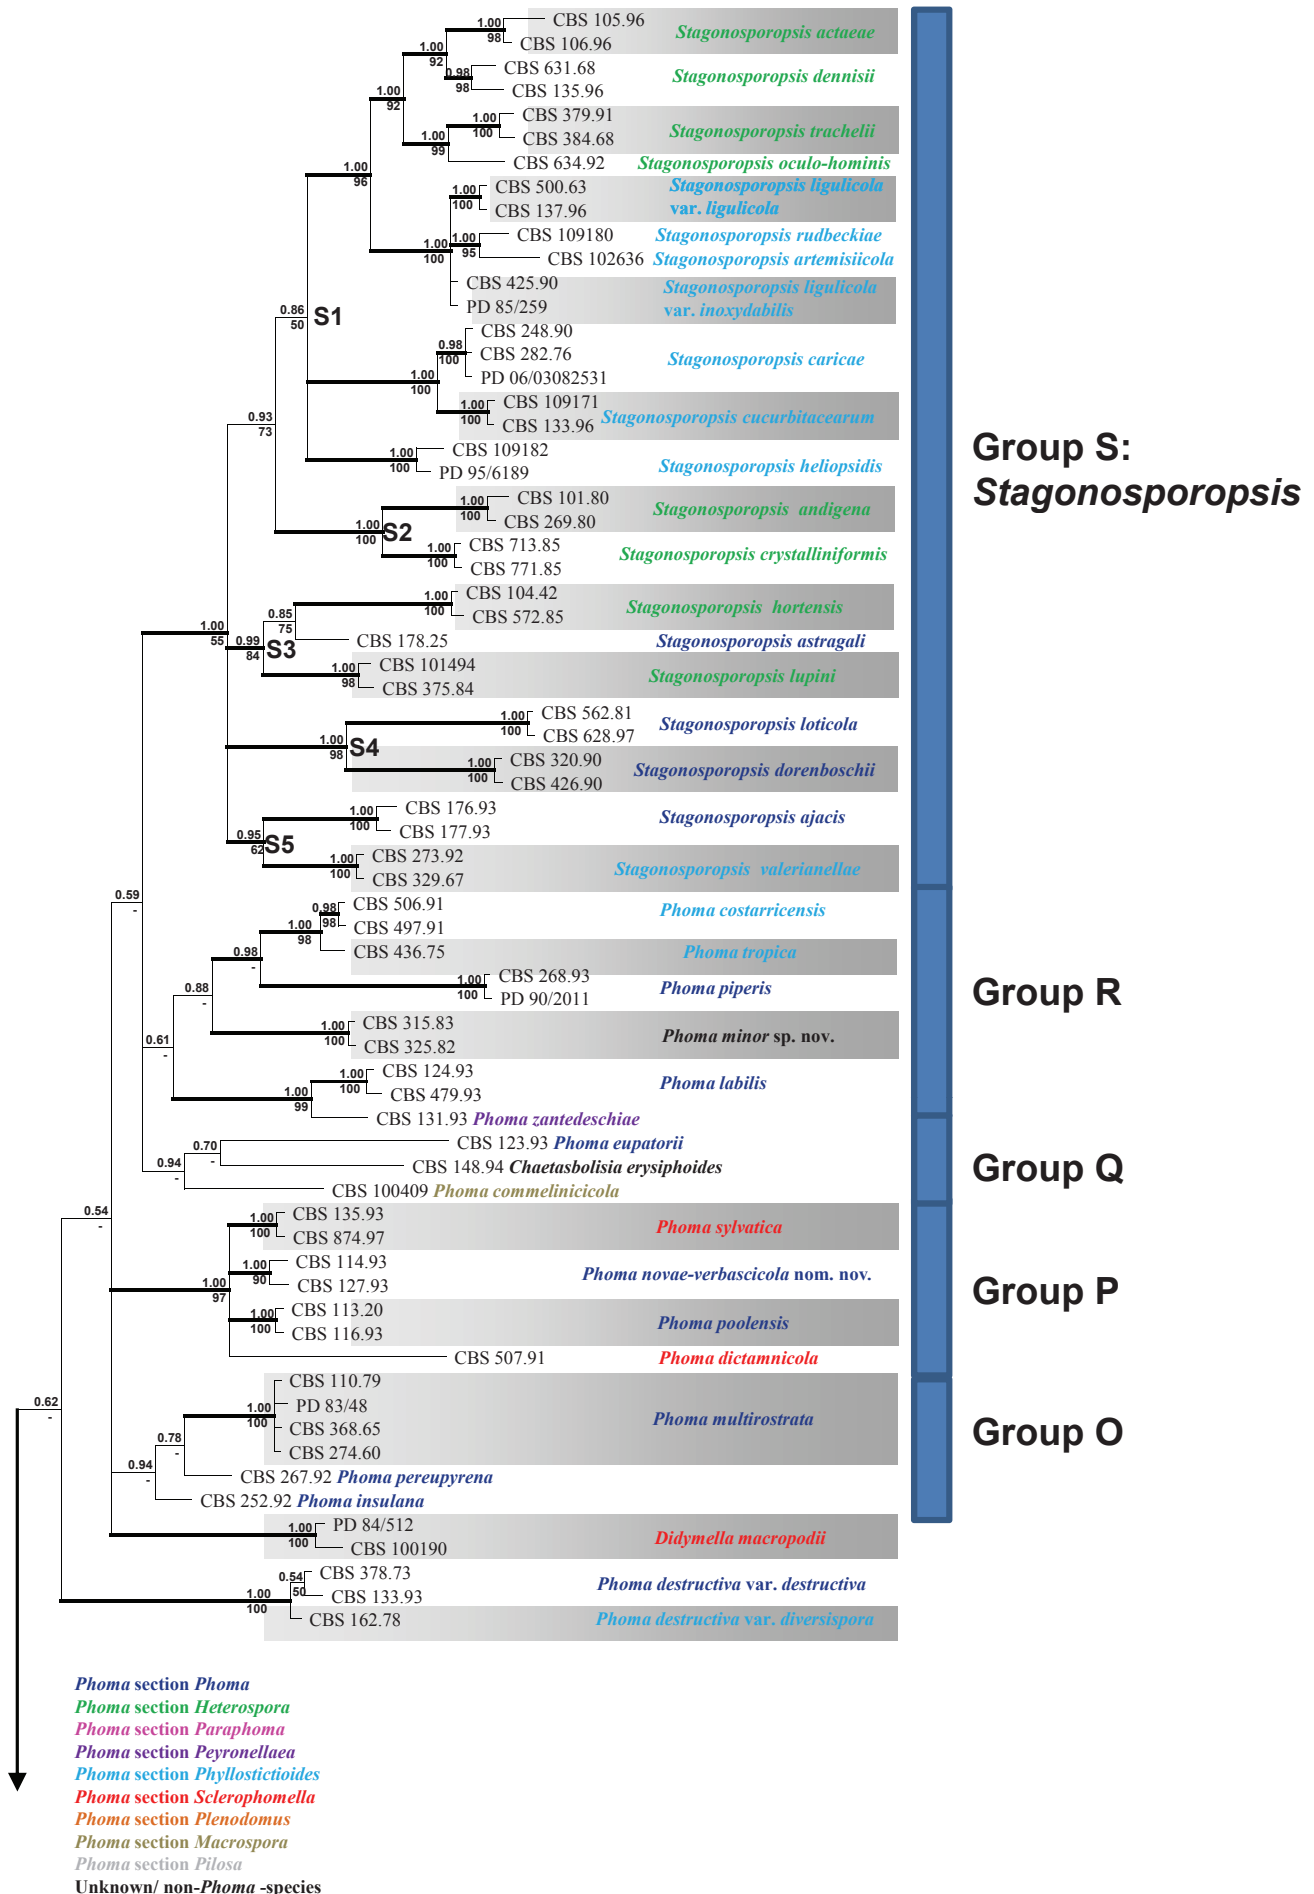 1.00
98
CBS 105.96
CBS 106.96
Stagonosporopsis actaeae
1.00
92
0.98
98
CBS 631.68
CBS 135.96
Stagonosporopsis dennisii
1.00
92
1.00
100
CBS 379.91
CBS 384.68
Stagonosporopsis trachelii
1.00
99
CBS 634.92
Stagonosporopsis oculo-hominis
1.00
96
1.00
100
CBS 500.63
CBS 137.96
Stagonosporopsis ligulicola
var. ligulicola
1.00
100
1.00
95
CBS 109180
Stagonosporopsis rudbeckiae
CBS 102636
Stagonosporopsis artemisiicola
CBS 425.90
PD 85/259
Stagonosporopsis ligulicola
var. inoxydabilis
0.86
50
S1
0.98
100
CBS 248.90
CBS 282.76
PD 06/03082531
Stagonosporopsis caricae
1.00
100
1.00
100
CBS 109171
CBS 133.96
Stagonosporopsis cucurbitacearum
0.93
73
1.00
100
CBS 109182
PD 95/6189
Stagonosporopsis heliopsidis
1.00
100
CBS 101.80
CBS 269.80
Stagonosporopsis andigena
1.00
100
S2
1.00
100
CBS 713.85
CBS 771.85
Stagonosporopsis crystalliniformis
1.00
100
CBS 104.42
CBS 572.85
Stagonosporopsis hortensis
0.85
75
CBS 178.25
Stagonosporopsis astragali
1.00
55
0.99
84
S3
1.00
98
CBS 101494
CBS 375.84
Stagonosporopsis lupini
1.00
100
CBS 562.81
CBS 628.97
Stagonosporopsis loticola
1.00
98
S4
1.00
100
CBS 320.90
CBS 426.90
Stagonosporopsis dorenboschii
1.00
100
CBS 176.93
CBS 177.93
Stagonosporopsis ajacis
0.95
62
S5
1.00
100
CBS 273.92
CBS 329.67
Stagonosporopsis valerianellae
Group S:
Stagonosporopsis
0.59
-
0.98
98
CBS 506.91
CBS 497.91
Phoma costarricensis
1.00
98
CBS 436.75
Phoma tropica
0.98
-
1.00
100
CBS 268.93
PD 90/2011
Phoma piperis
0.88
-
1.00
100
CBS 315.83
CBS 325.82
Phoma minor sp. nov.
0.61
-
1.00
100
CBS 124.93
CBS 479.93
Phoma labilis
1.00
99
CBS 131.93 Phoma zantedeschiae
Group R
0.70
-
CBS 123.93 Phoma eupatorii
CBS 148.94 Chaetasbolisia erysiphoides
0.94
-
CBS 100409 Phoma commelinicicola
Group Q
0.54
-
1.00
100
CBS 135.93
CBS 874.97
Phoma sylvatica
1.00
90
CBS 114.93
CBS 127.93
Phoma novae-verbascicola nom. nov.
1.00
97
1.00
100
CBS 113.20
CBS 116.93
Phoma poolensis
CBS 507.91
Phoma dictamnicola
Group P
0.62
-
1.00
100
CBS 110.79
PD 83/48
CBS 368.65
CBS 274.60
Phoma multirostrata
0.78
-
CBS 267.92 Phoma pereupyrena
0.94
-
CBS 252.92 Phoma insulana
Group O
1.00
100
PD 84/512
CBS 100190
Didymella macropodii
0.54
50
CBS 378.73
CBS 133.93
Phoma destructiva var. destructiva
1.00
100
CBS 162.78
Phoma destructiva var. diversispora
Phoma section Phoma
Phoma section Heterospora
Phoma section Paraphoma
Phoma section Peyronellaea
Phoma section Phyllostictioides
Phoma section Sclerophomella
Phoma section Plenodomus
Phoma section Macrospora
Phoma section Pilosa
Unknown/ non-Phoma -species